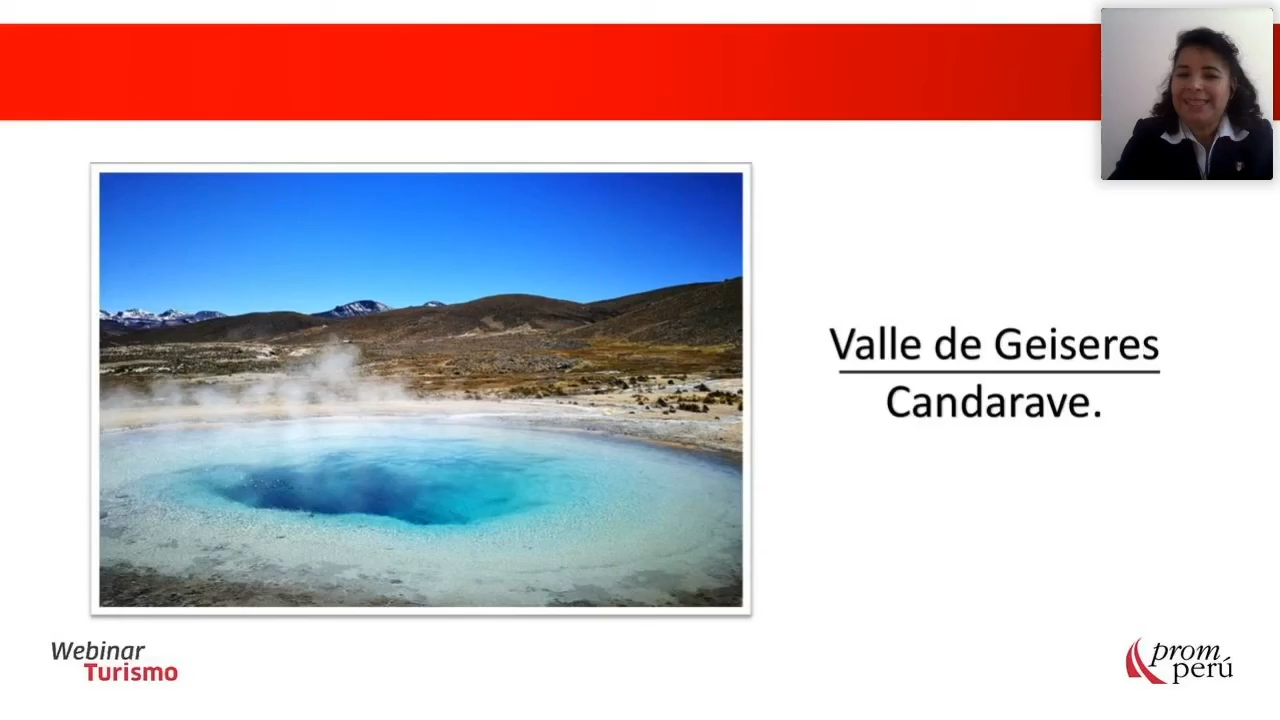 Valle de Geiseres
Candarave.
Webinar
Turismo
prom
perú